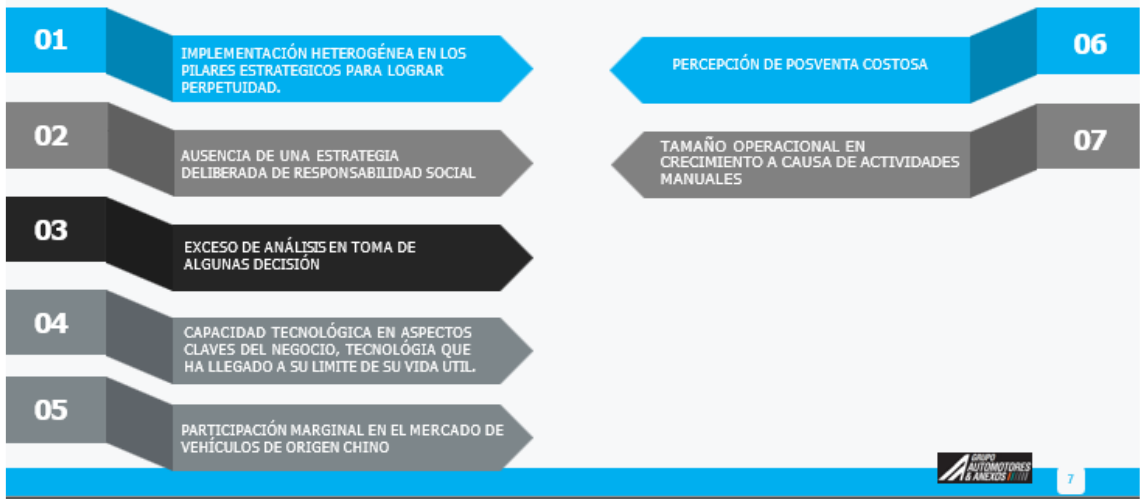 01
IMPLEMENTACIÓN HETEROGÉNEA EN LOS
PILARES ESTRATEGICOS PARA LOGRAR
PERPETUIDAD.
02
AUSENCIA DE UNA ESTRATEGIA
DELIBERADA DE RESPONSABILIDAD SOCIAL
03
EXCESO DE ANÁLISIS EN TOMA DE
ALGUNAS DECISIÓN
04
CAPACIDAD TECNOLÓGICA EN ASPECTOS
CLAVES DEL NEGOCIO, TECNOLÓGIA QUE
HA LLEGADO A SU LIMITE DE SU VIDA UTIL.
05
PARTICIPACIÓN MARGINAL EN EL MERCADO DE
VEHÍCULOS DE ORIGEN CHINO
06
PERCEPCIÓN DE POSVENTA COSTOSA
07
TAMAÑO OPERACIONAL EN
CRECIMIENTO A CAUSA DE ACTIVIDADES
MANUALES
GRUPO
AUTOMOTORES
& ANEXOS
7